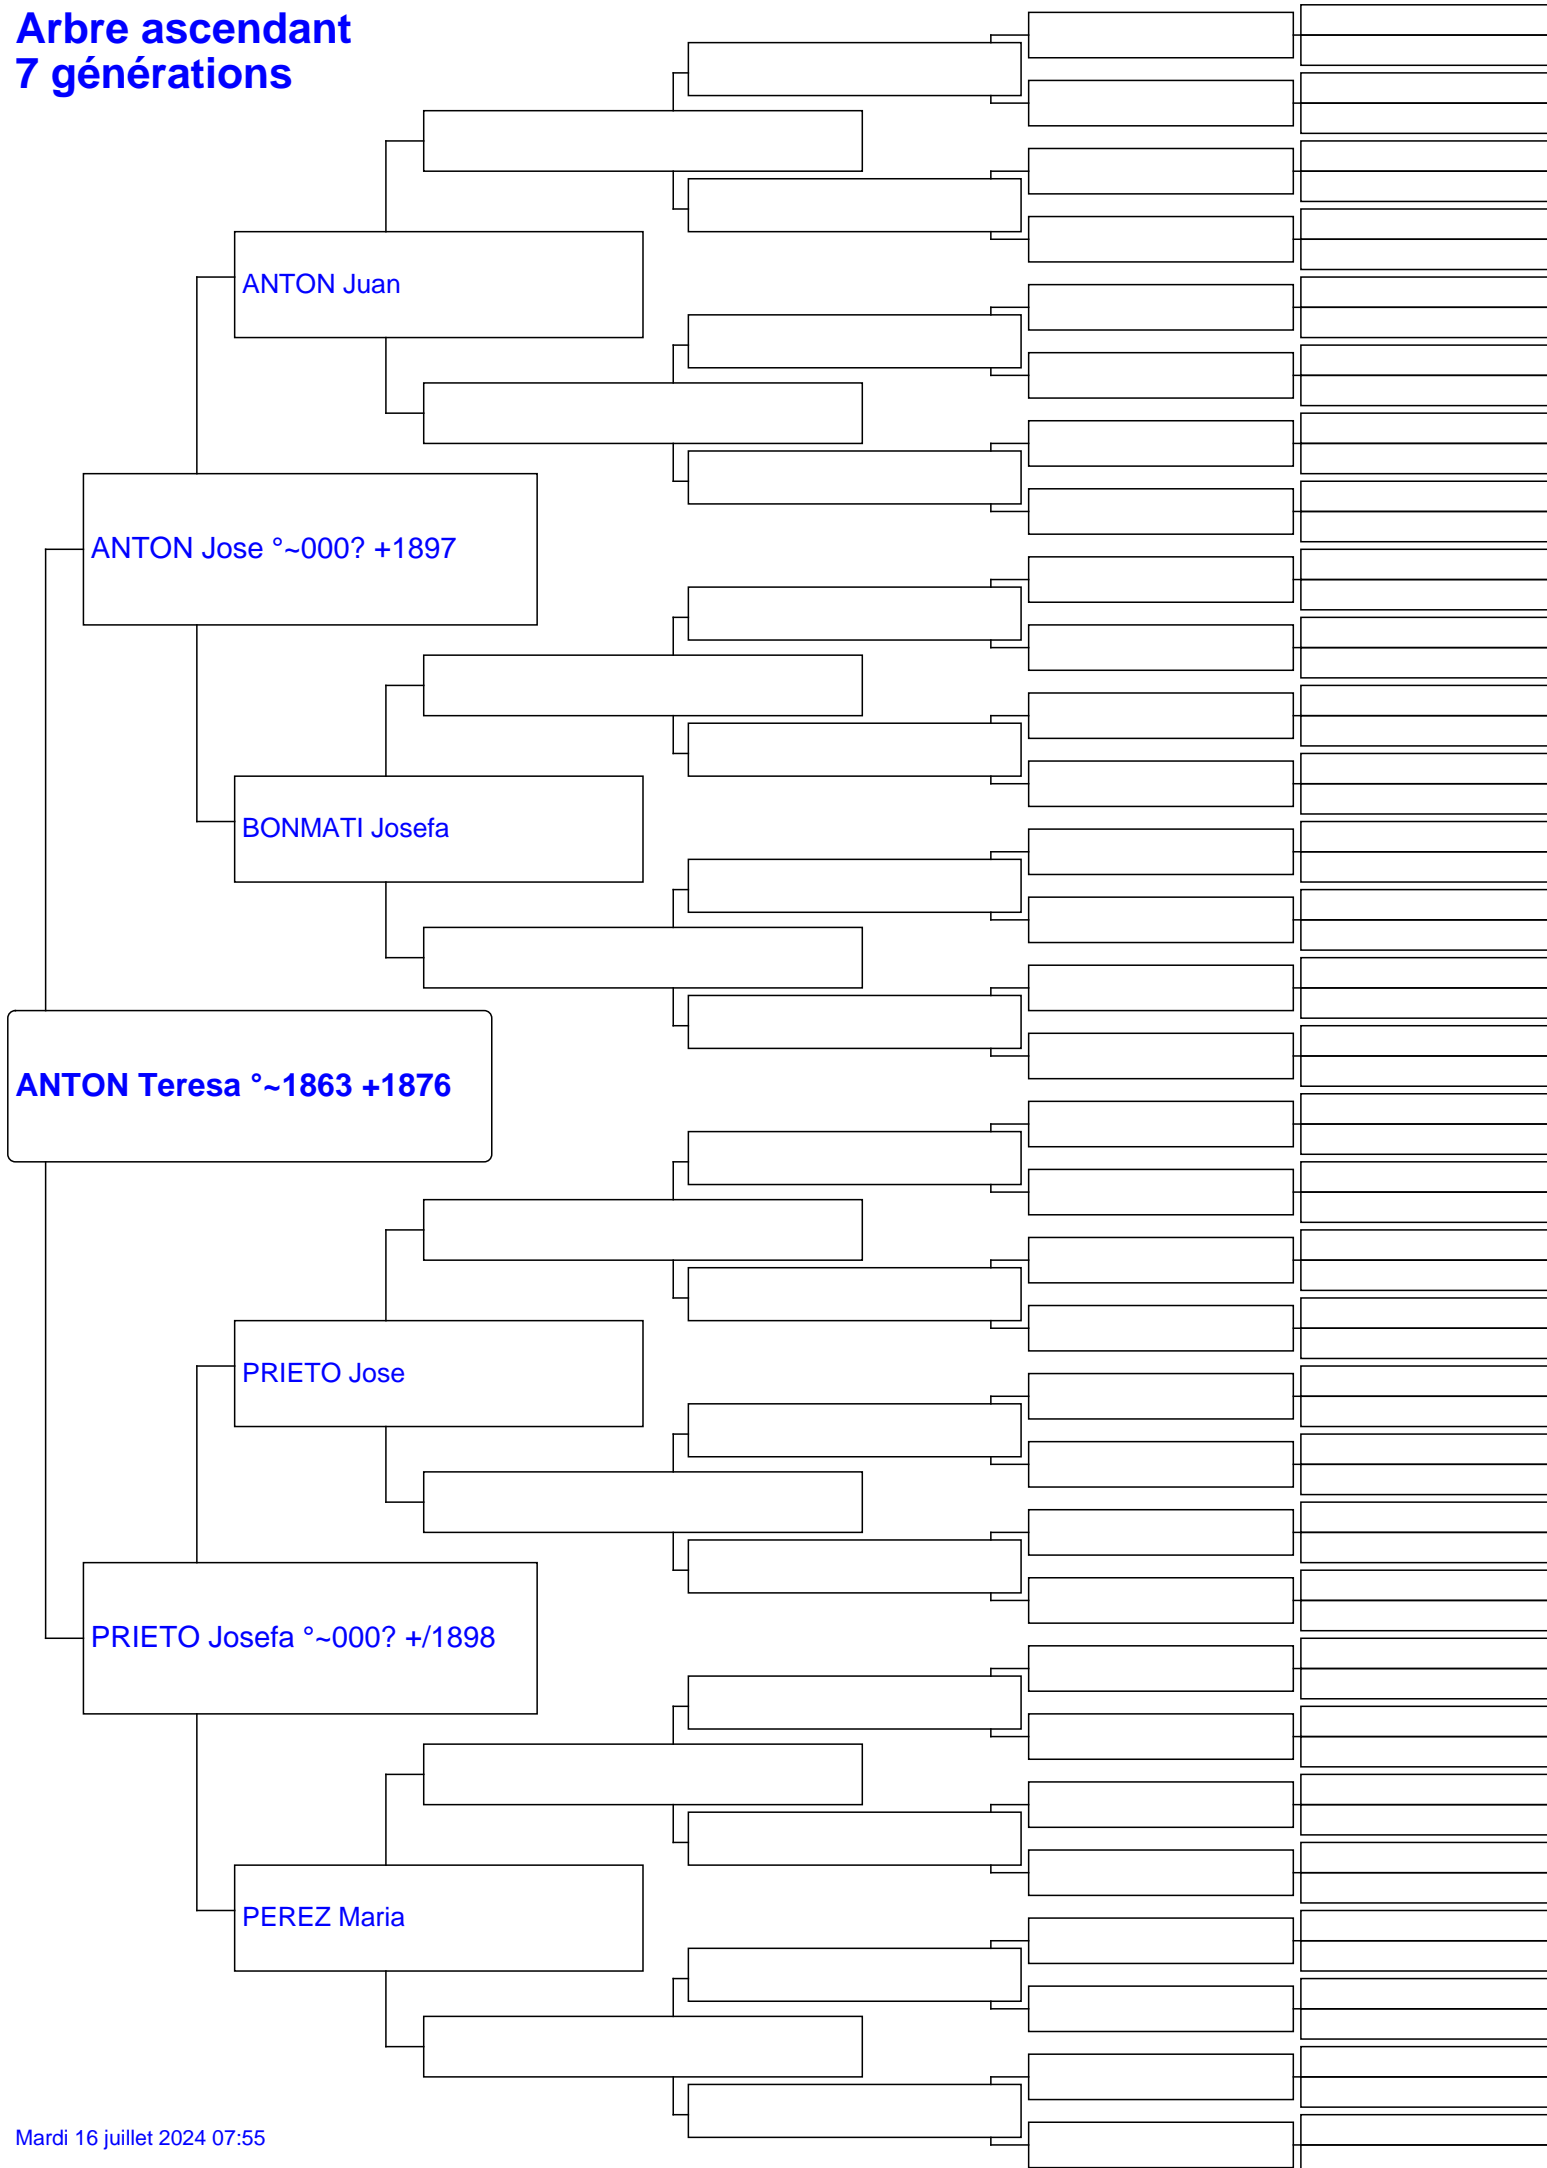 Arbre ascendant
7 générations
ANTON Juan
ANTON Jose °~000? +1897
BONMATI Josefa
ANTON Teresa °~1863 +1876
PRIETO Jose
PRIETO Josefa °~000? +/1898
PEREZ Maria
Mardi 16 juillet 2024 07:55